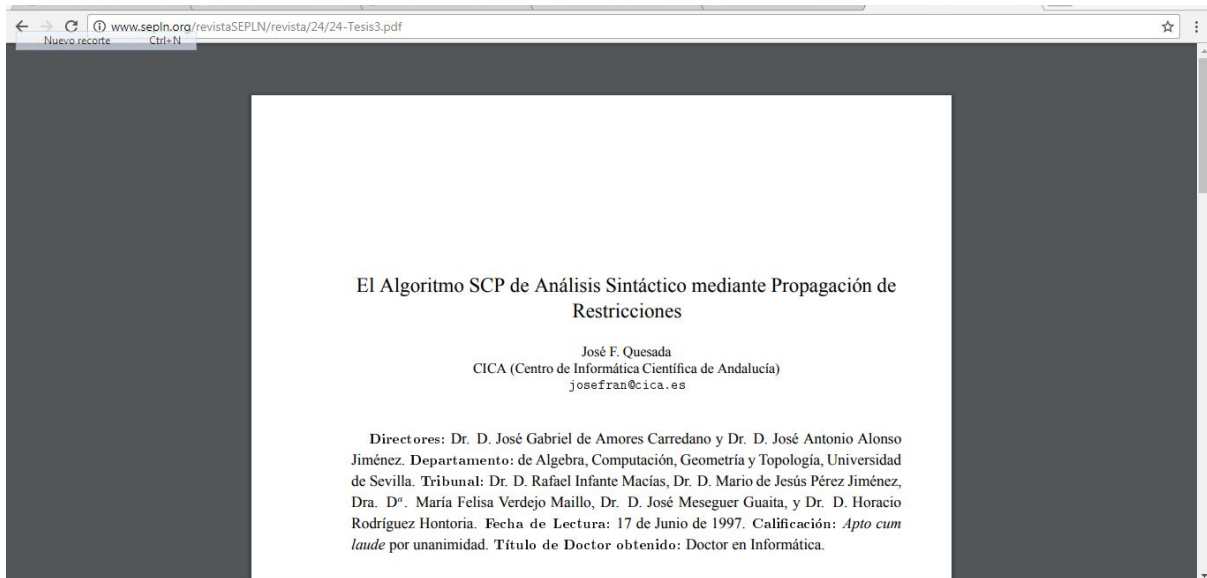 www.sepln.org/revistaSEPLN/revista/24/24-Tesis3.pdf
Nuevo recorte Ctrl+N
El Algoritmo SCP de Análisis Sintáctico mediante Propagación de
Restricciones
José F. Quesada
CICA (Centro de Informática Científica de Andalucía)
josefran@cica.es
Directores: Dr. D. José Gabriel de Amores Carredano y Dr. D. José Antonio Alonso
Jiménez. Departamento: de Algebra, Computación, Geometría y Topología, Universidad
de Sevilla. Tribunal: Dr. D. Rafael Infante Macías, Dr. D. Mario de Jesús Pérez Jiménez,
Dra. Dª. María Felisa Verdejo Maillo, Dr. D. José Meseguer Guaita, y Dr. D. Horacio
Rodríguez Hontoria. Fecha de Lectura: 17 de Junio de 1997. Calificación: Apto cum
laude por unanimidad. Título de Doctor obtenido: Doctor en Informática.